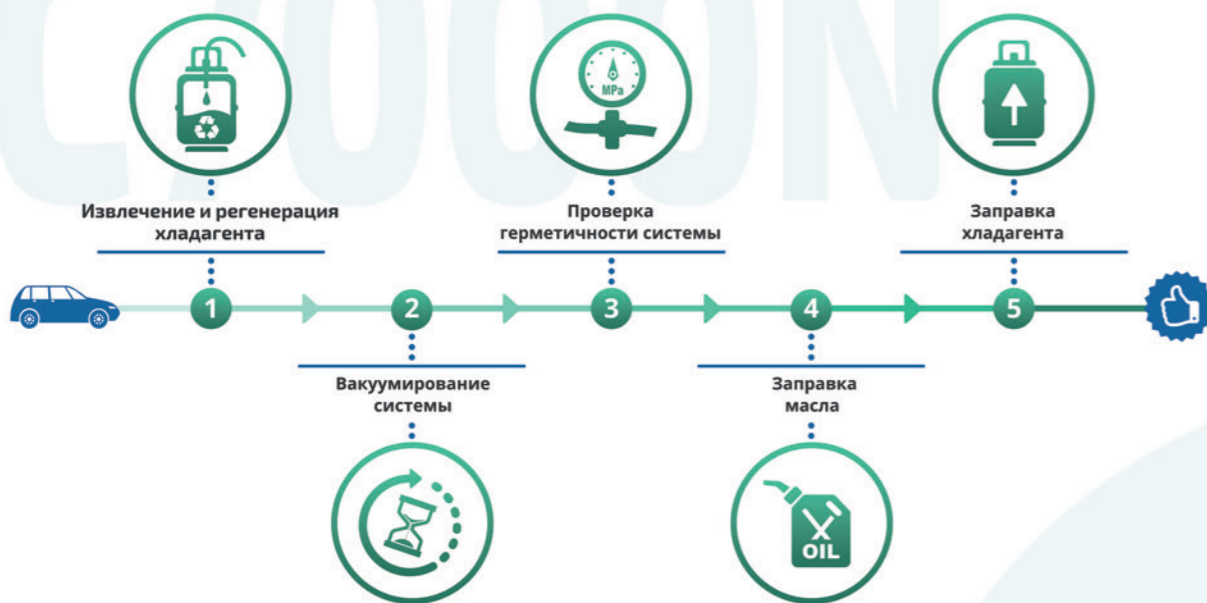 MPa
Извлечение и регенерация
хладагента
Проверка
герметичности системы
Заправка
хладагента
1
2
3
4
5
Вакуумирование
системы
Заправка
масла
OIL